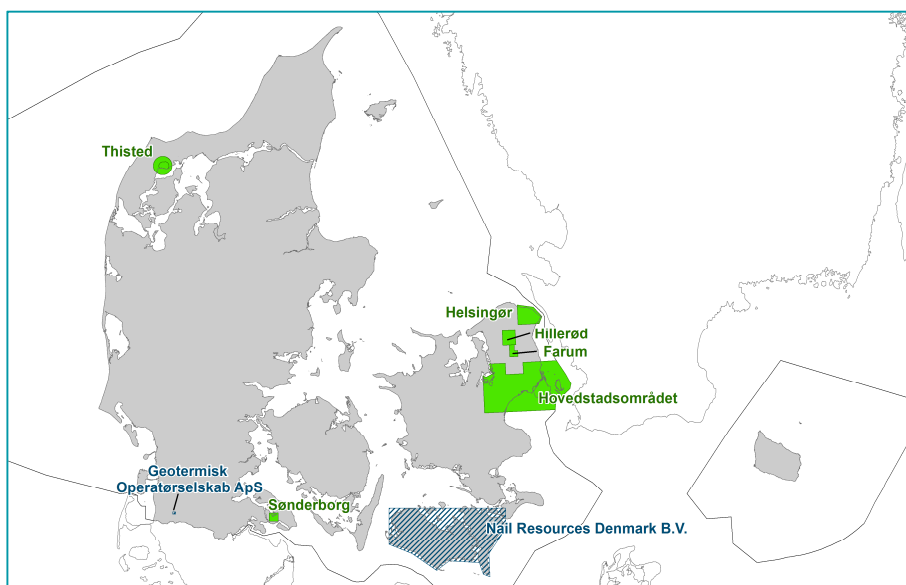 Thisted
Helsingør
Hillerød
Farum
Hovedstadsområdet
Geotermisk
Operatørselskab ApS
Sønderborg
Nail Resources Denmark B.V.